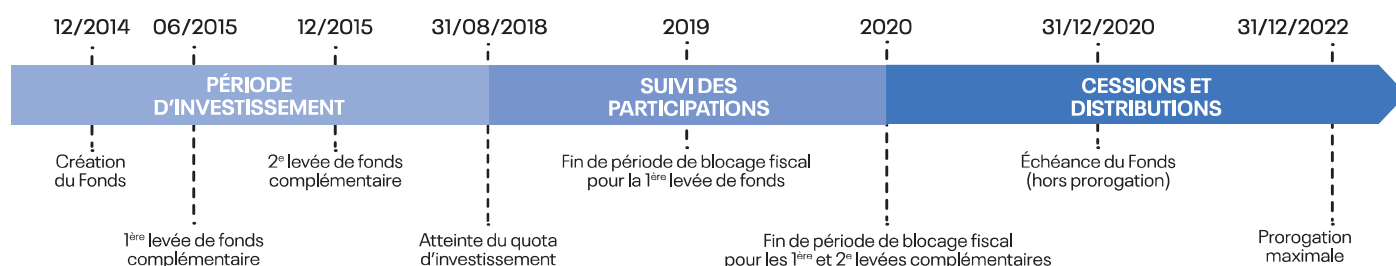 12/2014 06/2015 12/2015 31/08/2018 2019 2020 31/12/2020 31/12/2022
PÉRIODE
D'INVESTISSEMENT
SUIVI DES
PARTICIPATIONS
CESSIONS ET
DISTRIBUTIONS
Création
du Fonds
2e levée de fonds
complémentaire
Fin de période de blocage fiscal
pour la 1ère levée de fonds
Échéance du Fonds
(hors prorogation)
1ère levée de fonds
complémentaire
Atteinte du quota
d'investissement
Fin de période de blocage fiscal
pour les 1ère et 2e levées complémentaires
Prorogation
maximale